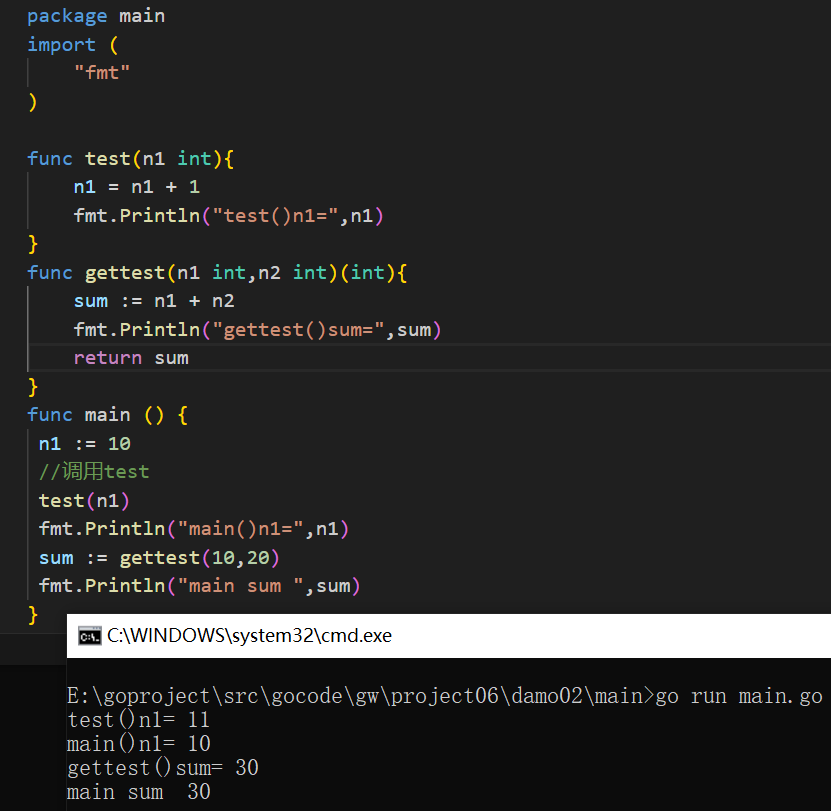 package main
import (
    "fmt"
)
func test(n1 int){
    n1 = n1 + 1
    fmt.Println("test()n1=",n1)
}
func gettest(n1 int,n2 int)(int){
    sum := n1 + n2
    fmt.Println("gettest()sum=",sum)
    return sum
}
func main () {
 n1 := 10
 //调用test
 test(n1)
 fmt.Println("main()n1=",n1)
 sum := gettest(10,20)
 fmt.Println("main sum ",sum)
}
C:\WINDOWS\system32\cmd.exe
E:\goproject\src\gocode\gw\project06\damo02\main>go run main.go
test()n1= 11
main()n1= 10
gettest()sum= 30
main sum  30